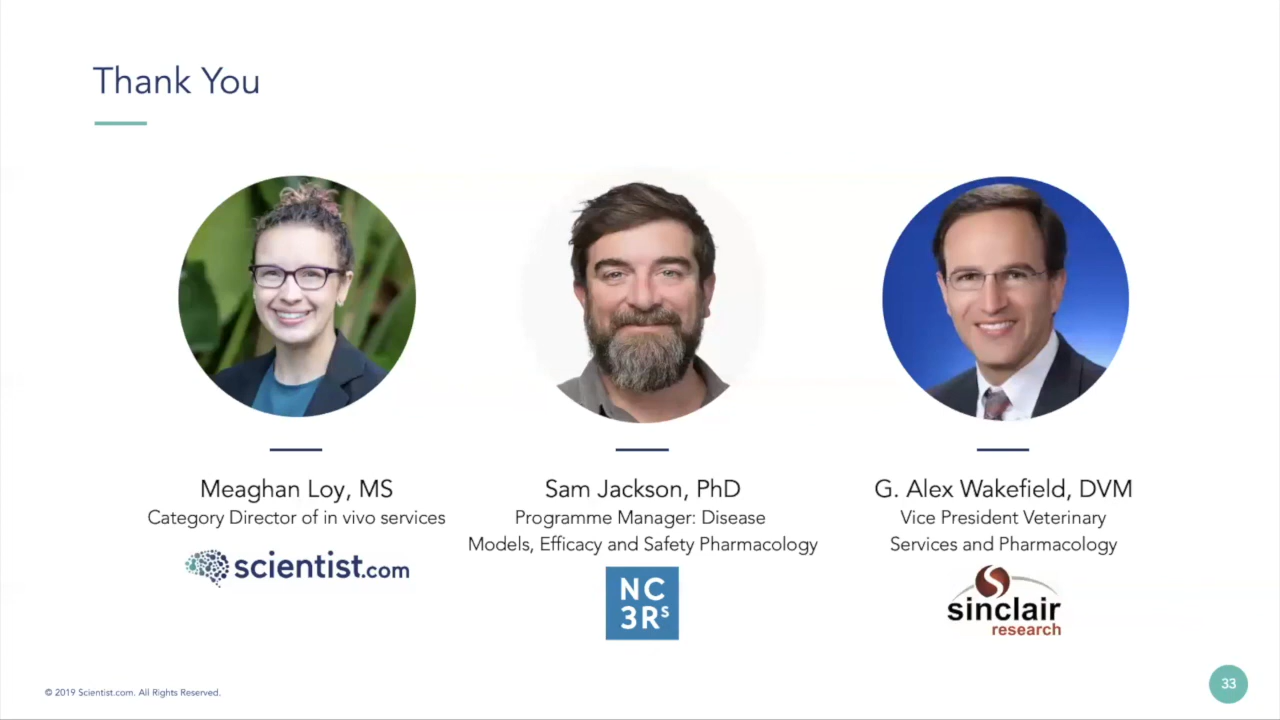 Thank You
Meaghan Loy, MS
Category Director of in vivo services
scientist.com
Sam Jackson, PhD
Programme Manager: Disease
Models, Efficacy and Safety Pharmacology
NC
3Rs
G. Alex Wakefield, DVM
Vice President Veterinary
Services and Pharmacology
sinclair
research
© 2019 Scientist.com. All Rights Reserved.
33